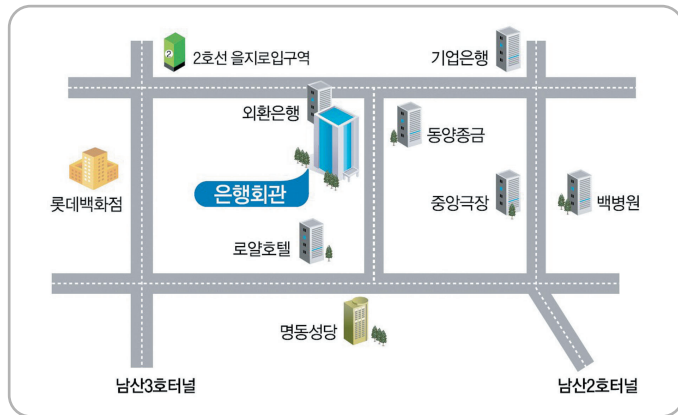 2
2호선 을지로입구역
기업은행
외환은행
동양종금
롯데백화점
은행회관
중앙극장
백병원
로얄호텔
명동성당
남산3호터널
남산2호터널